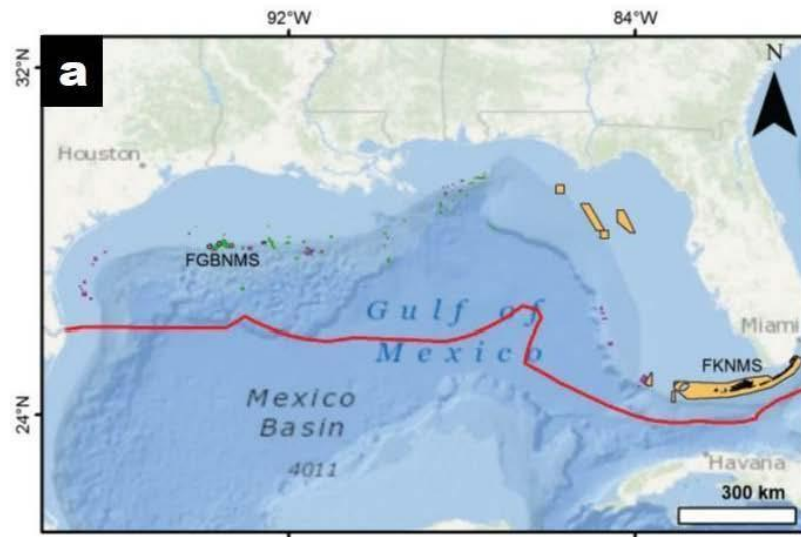 92°W
84°W
32°N
a
N
Houston
FGBNMS
Gulf of
Mexico
Miami
FKNMS
24°N
Mexico
Basin
4011
Havana
300 km